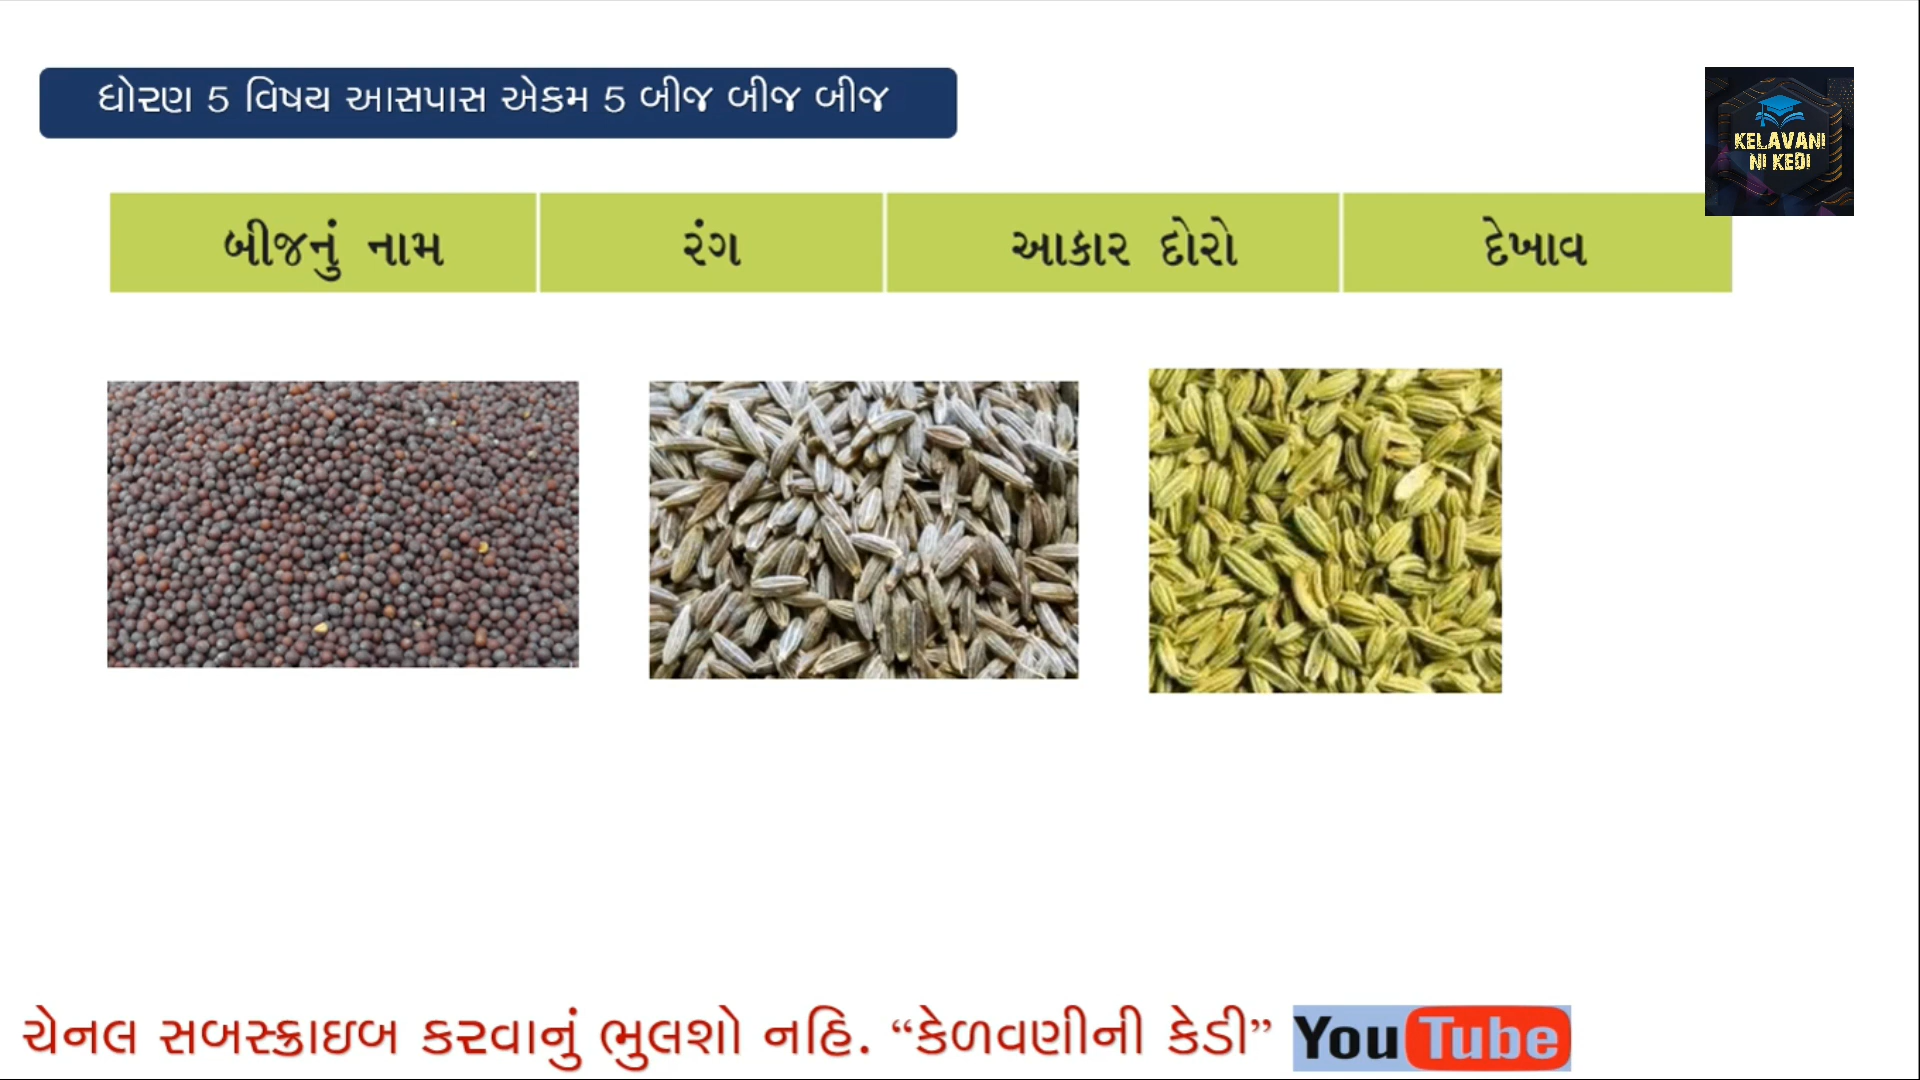 ધોરણ 5 વિષય આસપાસ એકમ 5 બીજ બીજ બીજ
KELAVANI
NI KEDI
બીજનું નામ રંગ આકાર દોરો દેખાવ
ચેનલ સબસ્ક્રાઇબ કરવાનું ભુલશો નહિ. “કેળવણીની કેડી” YouTube